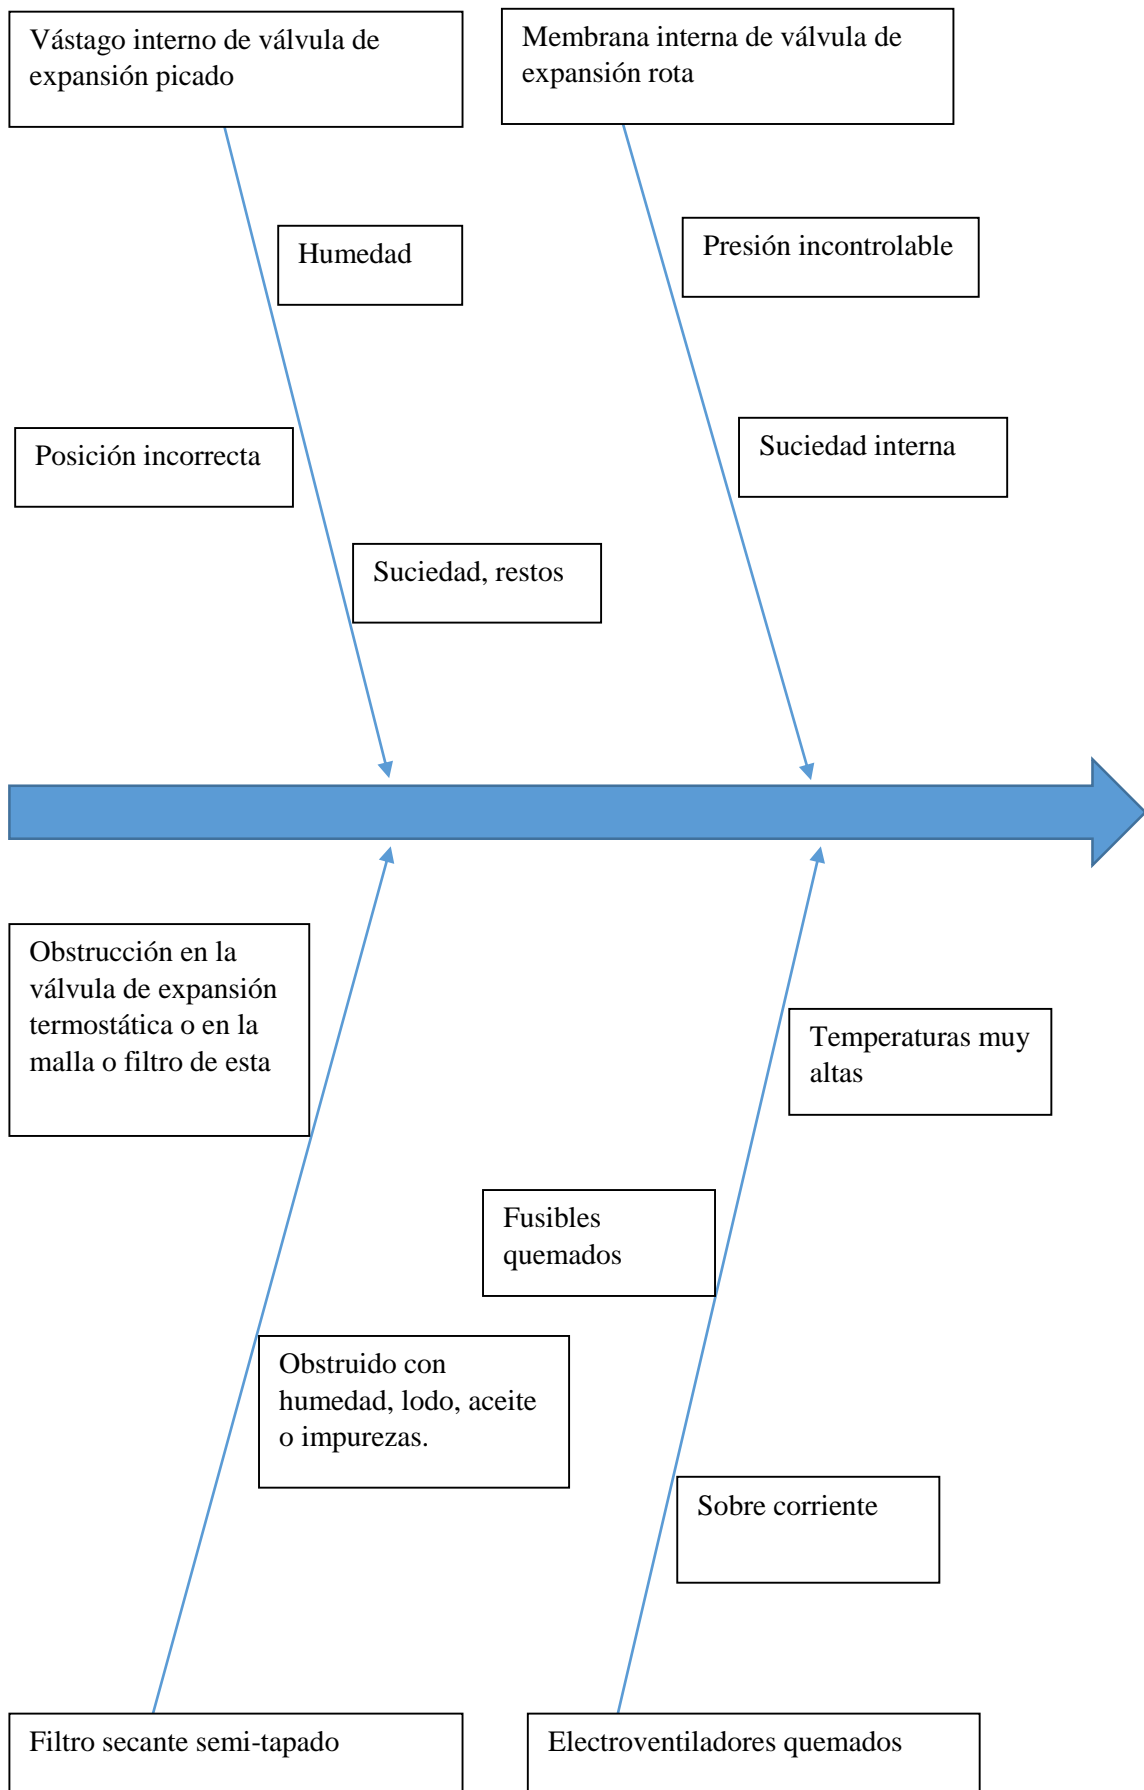 Vástago interno de válvula de
expansión picado
Membrana interna de válvula de
expansión rota
Humedad
Presión incontrolable
Posición incorrecta
Suciedad interna
Suciedad, restos
Obstrucción en la
válvula de expansión
termostática o en la
malla o filtro de esta
Temperaturas muy
altas
Fusibles
quemados
Obstruido con
humedad, lodo, aceite
o impurezas.
Sobre corriente
Filtro secante semi-tapado
Electroventiladores quemados